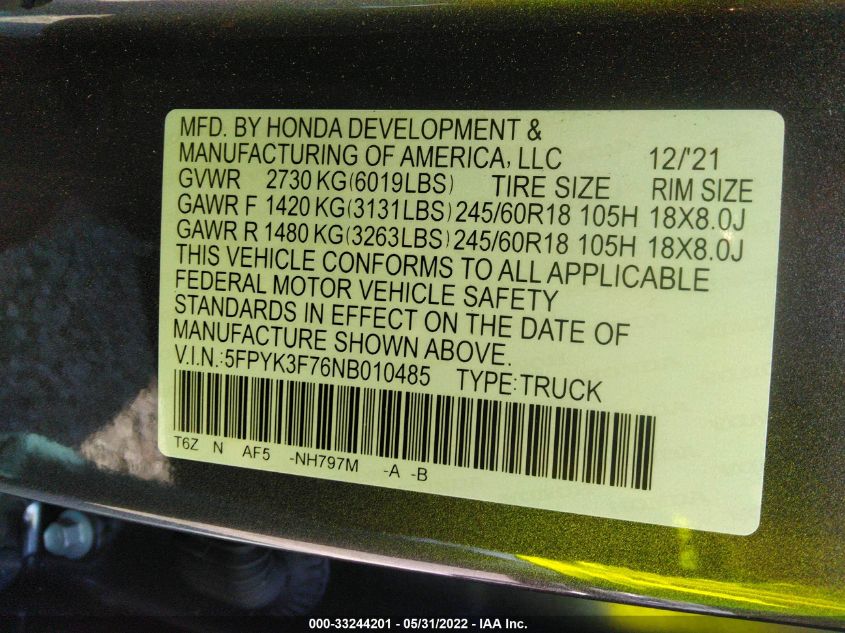 MFD. BY HONDA DEVELOPMENT &
MANUFACTURING OF AMERICA, LLC 12/'21
GVWR 2730 KG(6019LBS) TIRE SIZE RIM SIZE
GAWR F 1420 KG(3131LBS) 245/60R18 105H 18X8.0J
GAWR R 1480 KG(3263LBS) 245/60R18 105H 18X8.0J
THIS VEHICLE CONFORMS TO ALL APPLICABLE
FEDERAL MOTOR VEHICLE SAFETY
STANDARDS IN EFFECT ON THE DATE OF
MANUFACTURE SHOWN ABOVE.
V.I.N.:5FPYK3F76NB010485 TYPE:TRUCK
T6Z N AF5 -NH797M -A -B
000-33244201 - 05/31/2022 - IAA Inc.